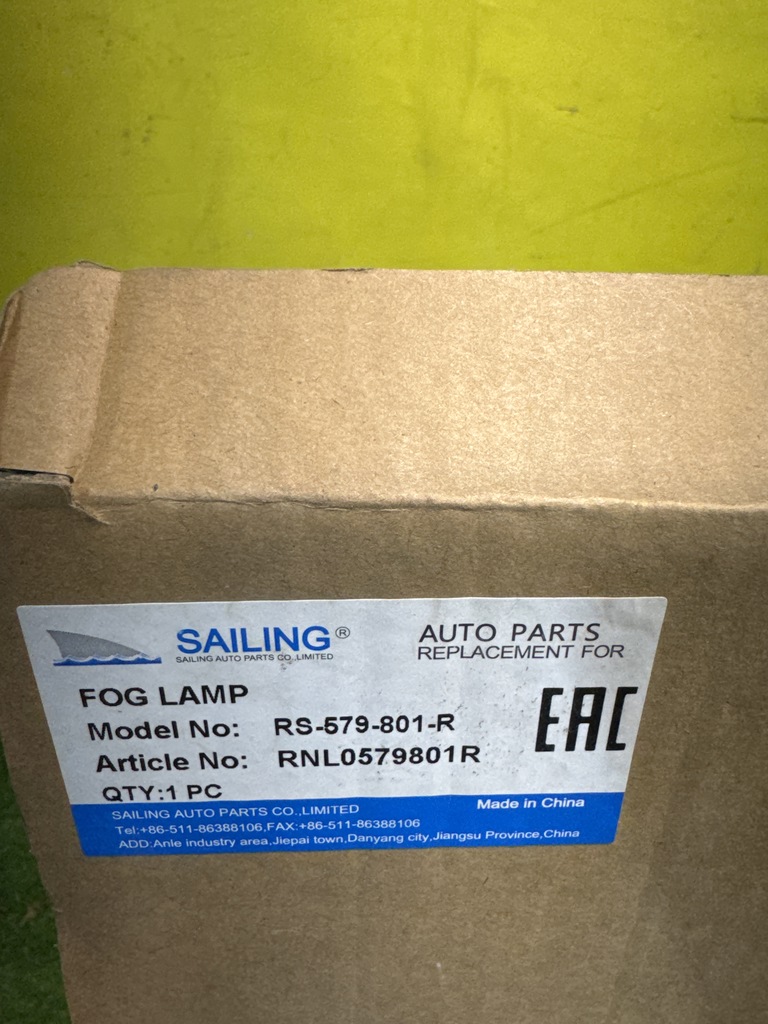 SAILING®
SAILING AUTO PARTS CO.,LIMITED
AUTO PARTS
REPLACEMENT FOR
FOG LAMP
Model No: RS-579-801-R
Article No: RNL0579801R
QTY:1 PC
EAC
SAILING AUTO PARTS CO.,LIMITED
Made in China
Tel:+86-511-86388106,FAX:+86-511-86388106
ADD:Anle industry area,Jiepai town,Danyang city,Jiangsu Province,China